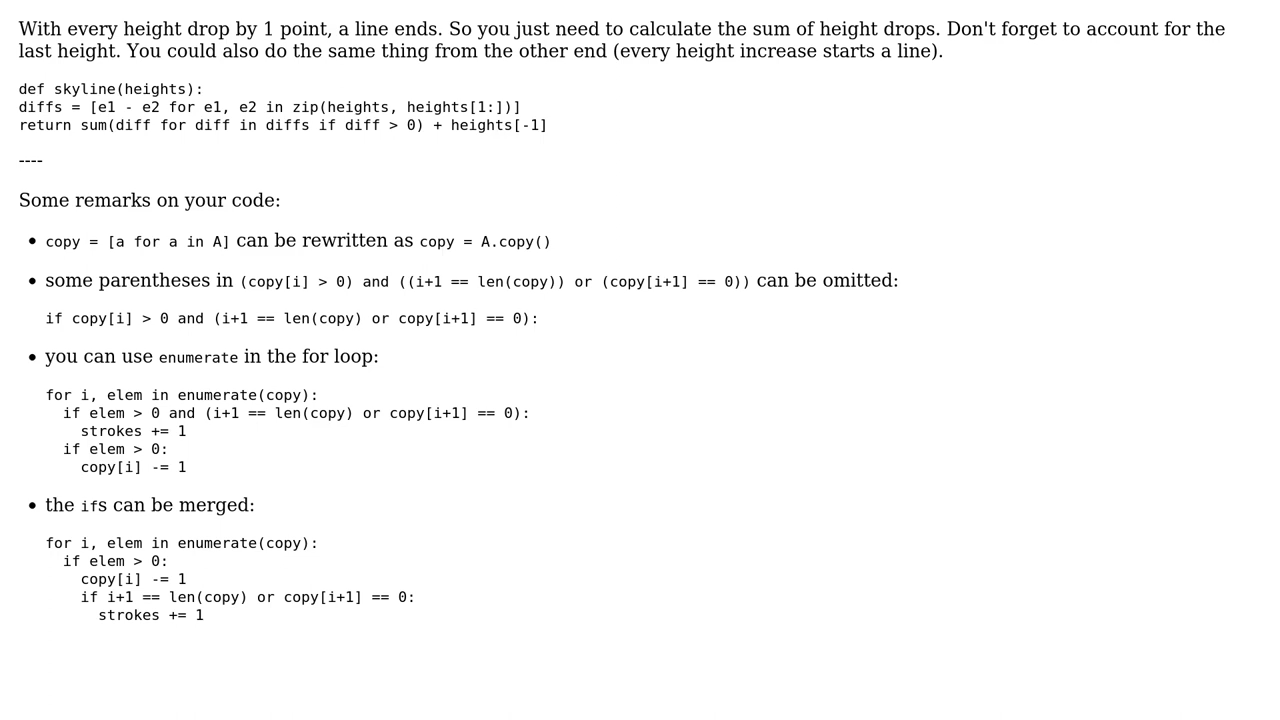 With every height drop by 1 point, a line ends. So you just need to calculate the sum of height drops. Don't forget to account for the
last height. You could also do the same thing from the other end (every height increase starts a line).
def skyline(heights):
diffs = [e1 - e2 for e1, e2 in zip(heights, heights[1:])]
return sum(diff for diff in diffs if diff > 0) + heights[-1]
----
Some remarks on your code:
• copy = [a for a in A] can be rewritten as copy = A.copy()
• some parentheses in (copy[i] > 0) and ((i+1 == len(copy)) or (copy[i+1] == 0)) can be omitted:
if copy[i] > 0 and (i+1 == len(copy) or copy[i+1] == 0):
• you can use enumerate in the for loop:
for i, elem in enumerate(copy):
  if elem > 0 and (i+1 == len(copy) or copy[i+1] == 0):
    strokes += 1
  if elem > 0:
    copy[i] -= 1
• the ifs can be merged:
for i, elem in enumerate(copy):
  if elem > 0:
    copy[i] -= 1
    if i+1 == len(copy) or copy[i+1] == 0:
      strokes += 1